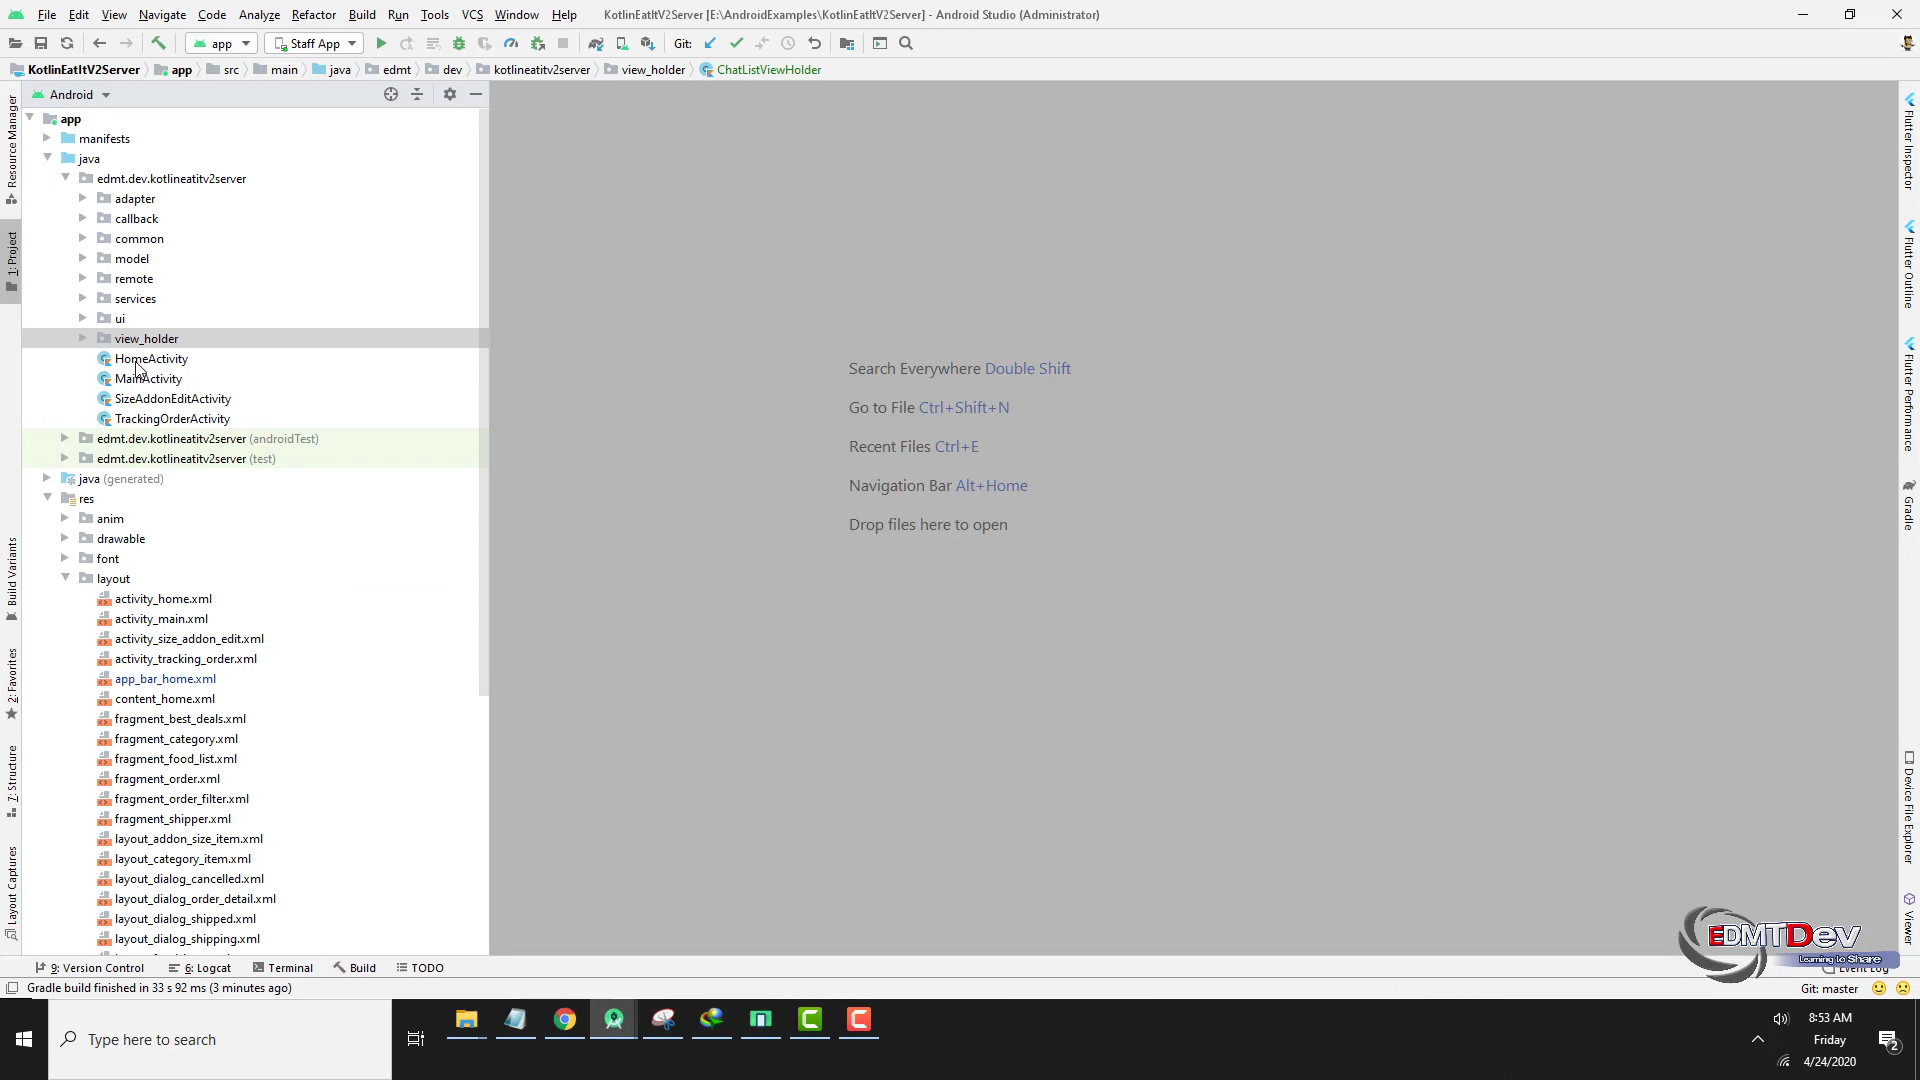 File Edit View Navigate Code Analyze Refactor Build Run Tools VCS Window Help KotlinEatItV2Server [E:\AndroidExamples\KotlinEatItV2Server] - Android Studio (Administrator)
app Staff App Git:
KotlinEatItV2Server app src main java edmt dev kotlineatitv2server view_holder ChatListViewHolder
Android
app
manifests
java
edmt.dev.kotlineatitv2server
adapter
callback
common
model
remote
services
ui
view_holder
HomeActivity
MainActivity
SizeAddonEditActivity
TrackingOrderActivity
edmt.dev.kotlineatitv2server (androidTest)
edmt.dev.kotlineatitv2server (test)
java (generated)
res
anim
drawable
font
layout
activity_home.xml
activity_main.xml
activity_size_addon_edit.xml
activity_tracking_order.xml
app_bar_home.xml
content_home.xml
fragment_best_deals.xml
fragment_category.xml
fragment_food_list.xml
fragment_order.xml
fragment_order_filter.xml
fragment_shipper.xml
layout_addon_size_item.xml
layout_category_item.xml
layout_dialog_cancelled.xml
layout_dialog_order_detail.xml
layout_dialog_shipped.xml
layout_dialog_shipping.xml
Resource Manager
1: Project
Build Variants
2: Favorites
7: Structure
Layout Captures
Search Everywhere Double Shift
Go to File Ctrl+Shift+N
Recent Files Ctrl+E
Navigation Bar Alt+Home
Drop files here to open
Flutter Inspector
Flutter Outline
Flutter Performance
Gradle
Device File Explorer
Viewer
EDMTDev
Learning to Share
9: Version Control 6: Logcat Terminal Build TODO Event Log
Gradle build finished in 33 s 92 ms (3 minutes ago) Git: master
Type here to search
8:53 AM
Friday
4/24/2020
2